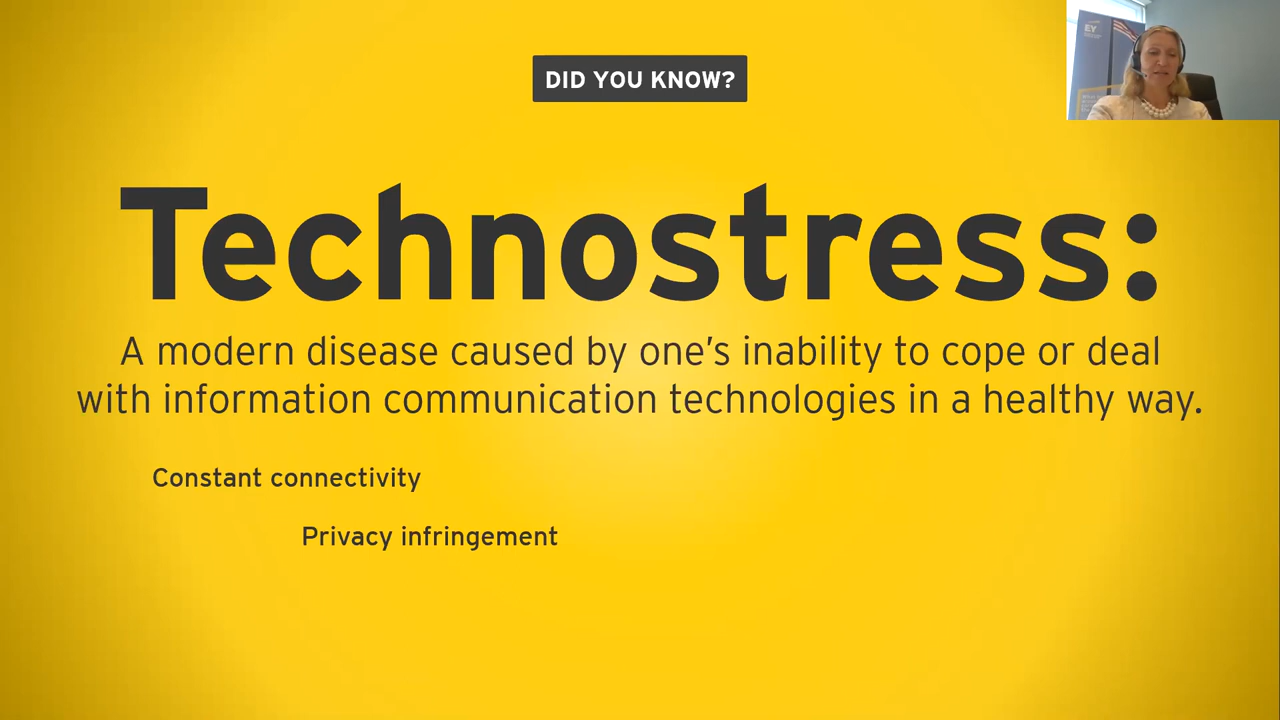 DID YOU KNOW?
EY
Technostress:
A modern disease caused by one's inability to cope or deal
with information communication technologies in a healthy way.
Constant connectivity
Privacy infringement